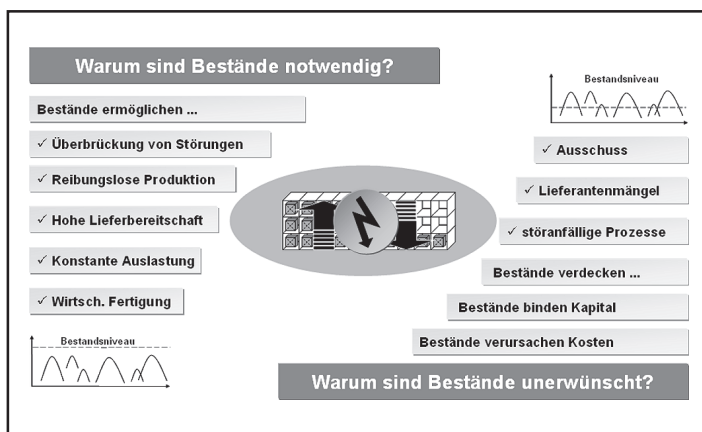 Warum sind Bestände notwendig?
Bestände ermöglichen ...
✓ Überbrückung von Störungen
✓ Reibungslose Produktion
✓ Hohe Lieferbereitschaft
✓ Konstante Auslastung
✓ Wirtsch. Fertigung
Bestandsniveau
Bestandsniveau
✓ Ausschuss
✓ Lieferantenmängel
✓ störanfällige Prozesse
Bestände verdecken ...
Bestände binden Kapital
Bestände verursachen Kosten
Warum sind Bestände unerwünscht?